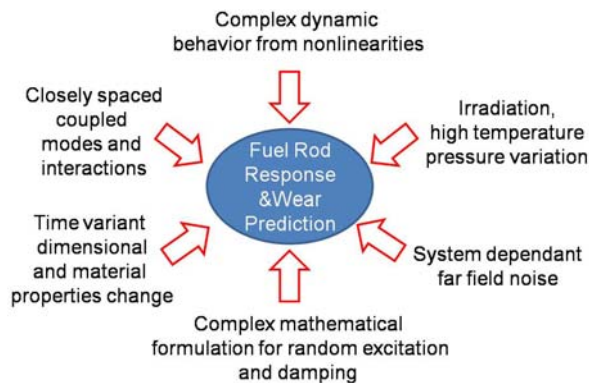 Complex dynamic
behavior from nonlinearities
Closely spaced
coupled
modes and
interactions
Irradiation,
high temperature
pressure variation
Fuel Rod
Response
&Wear
Prediction
Time variant
dimensional
and material
properties change
System dependant
far field noise
Complex mathematical
formulation for random excitation
and damping